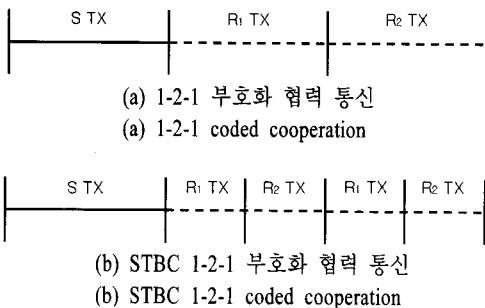 S TX R₁ TX R₂ TX
(a) 1-2-1 부호화 협력 통신
(a) 1-2-1 coded cooperation
S TX R₁ TX R₂ TX R₁ TX R₂ TX
(b) STBC 1-2-1 부호화 협력 통신
(b) STBC 1-2-1 coded cooperation